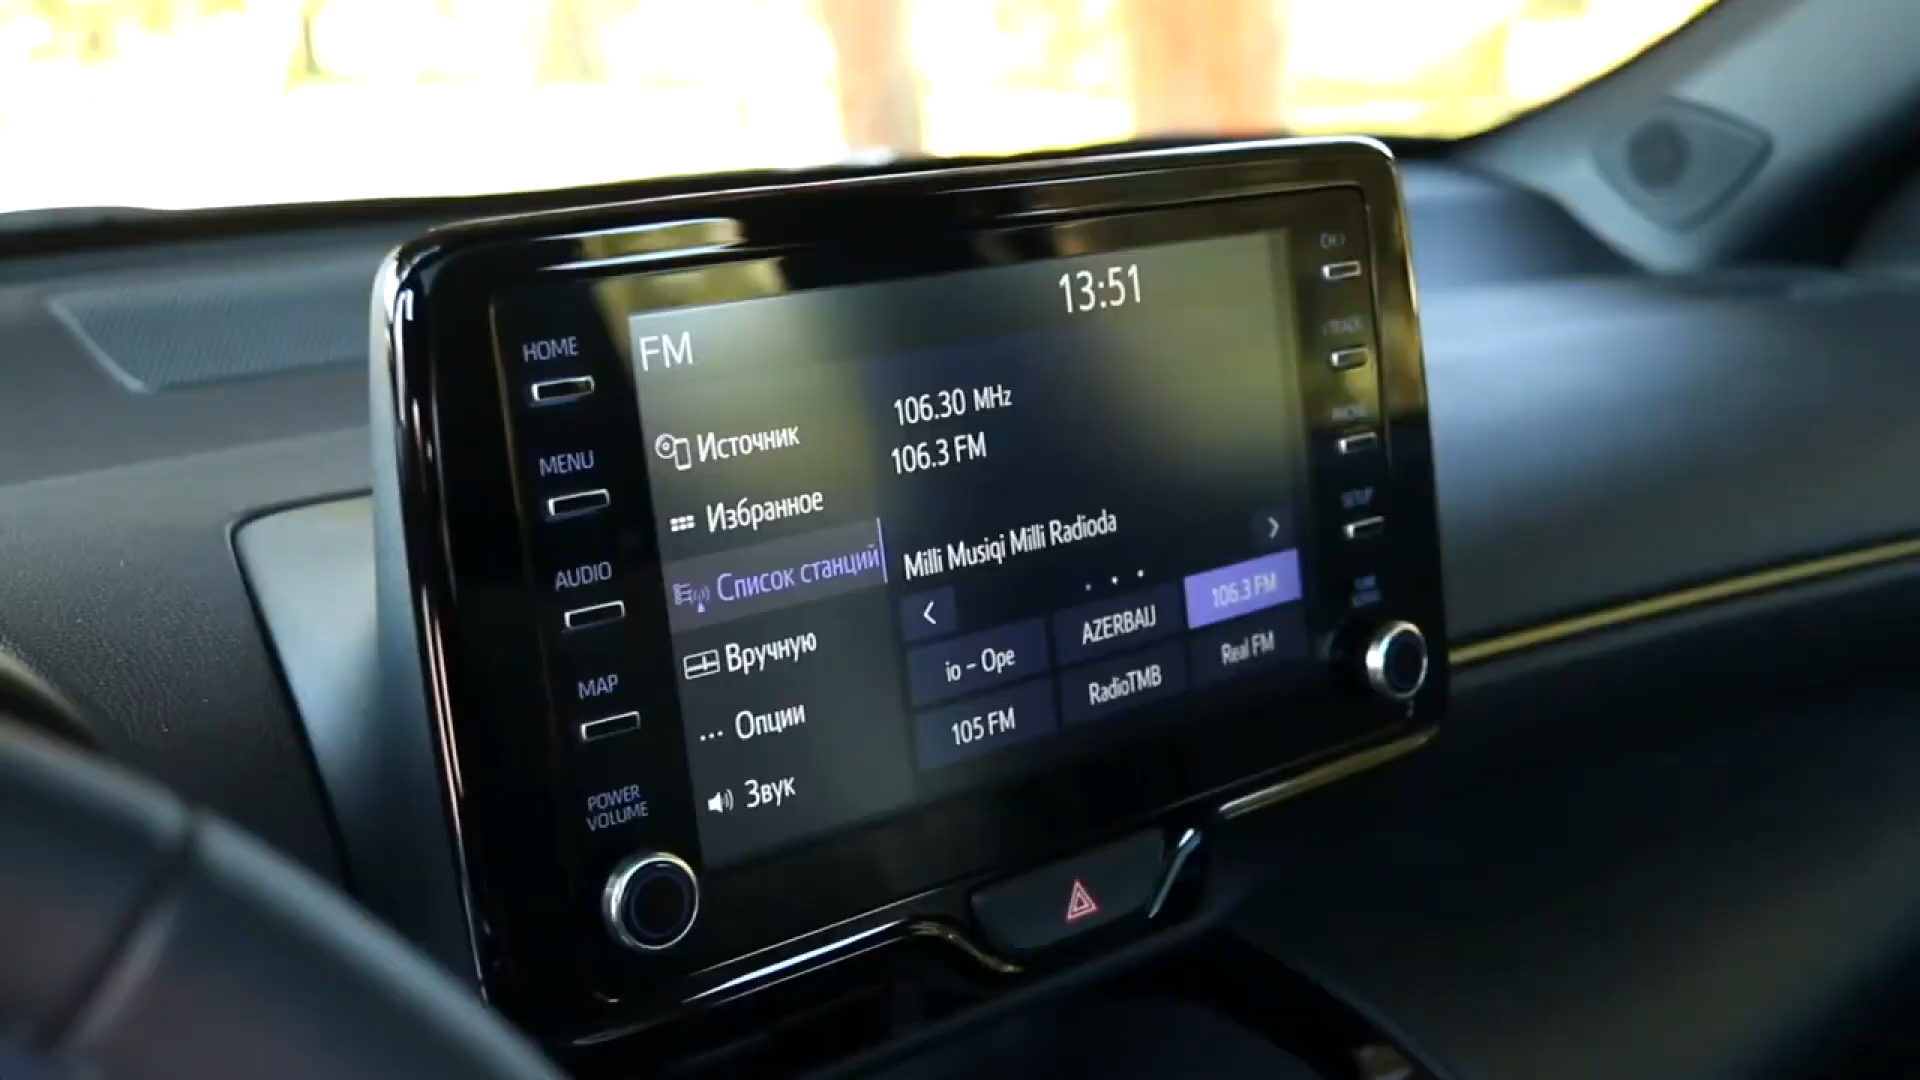 HOME
MENU
AUDIO
MAP
POWER
VOLUME
FM
13:51
Источник
Избранное
Список станций
Вручную
Опции
Звук
106.30 MHz
106.3 FM
Milli Musiqi Milli Radioda
io - Ope
AZERBAIJ
106.3 FM
105 FM
RadioTMB
Real FM
SETUP